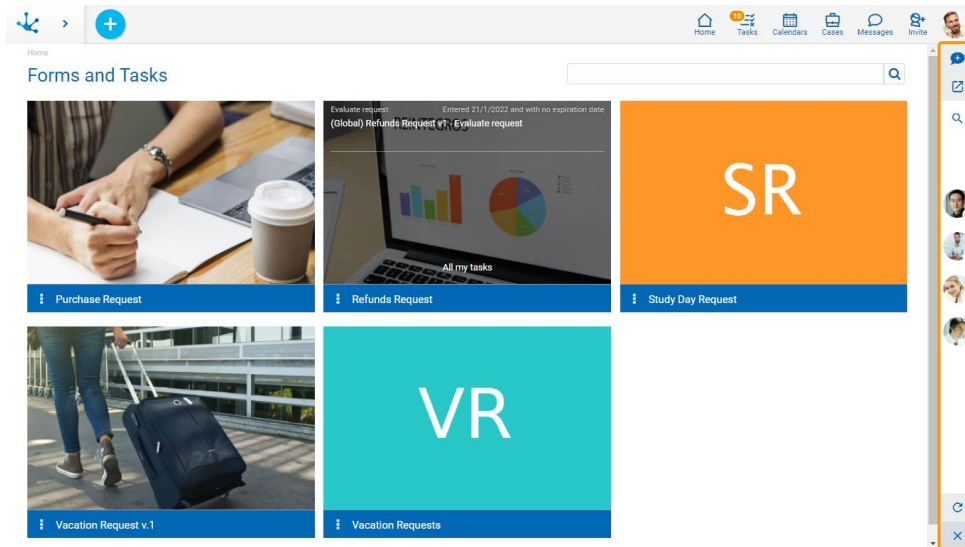 10
Home
Tasks
Calendars
Cases
Messages
Invite
Home
Forms and Tasks
Evaluate request
Entered 21/1/2022 and with no expiration date
(Global) Refunds Request v1: Evaluate request
REINTEGROS
All my tasks
SR
Purchase Request
Refunds Request
Study Day Request
VR
Vacation Request v.1
Vacation Requests